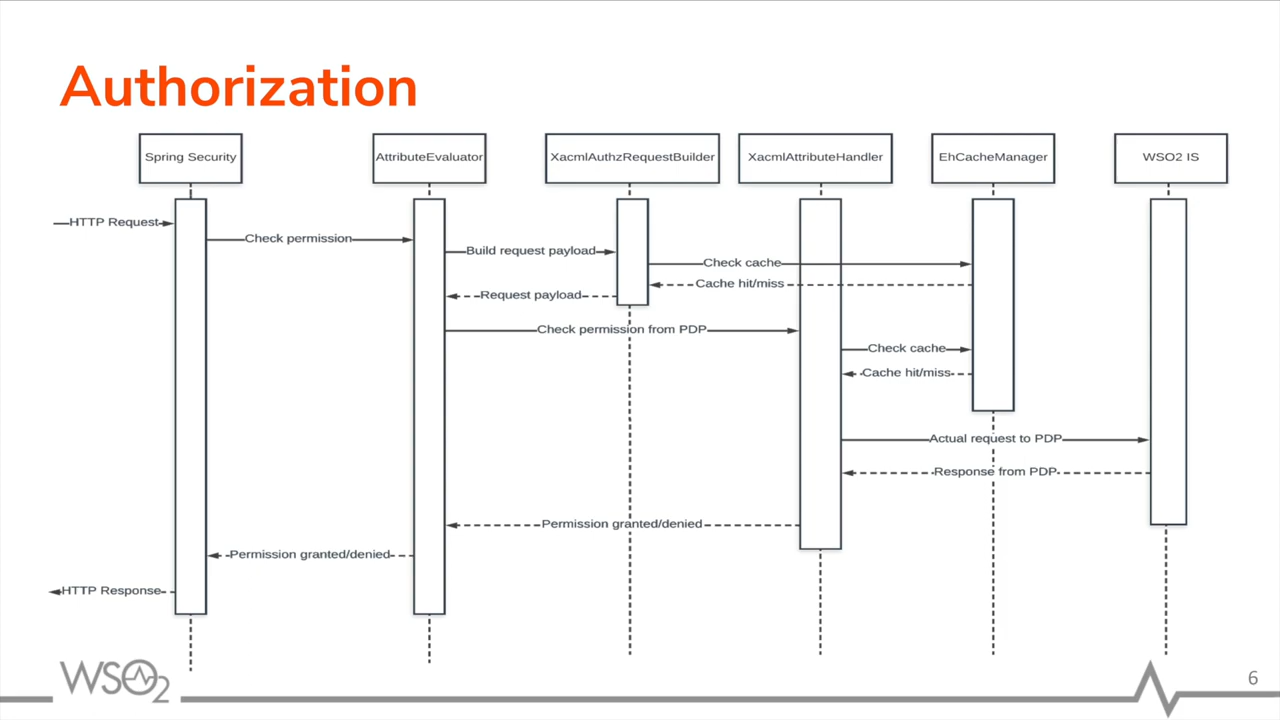 Authorization
Spring Security
AttributeEvaluator
XacmlAuthzRequestBuilder
XacmlAttributeHandler
EhCacheManager
WSO2 IS
HTTP Request
Check permission
Build request payload
Check cache
Cache hit/miss
Request payload
Check permission from PDP
Check cache
Cache hit/miss
Actual request to PDP
Response from PDP
Permission granted/denied
Permission granted/denied
HTTP Response
WSO2
6